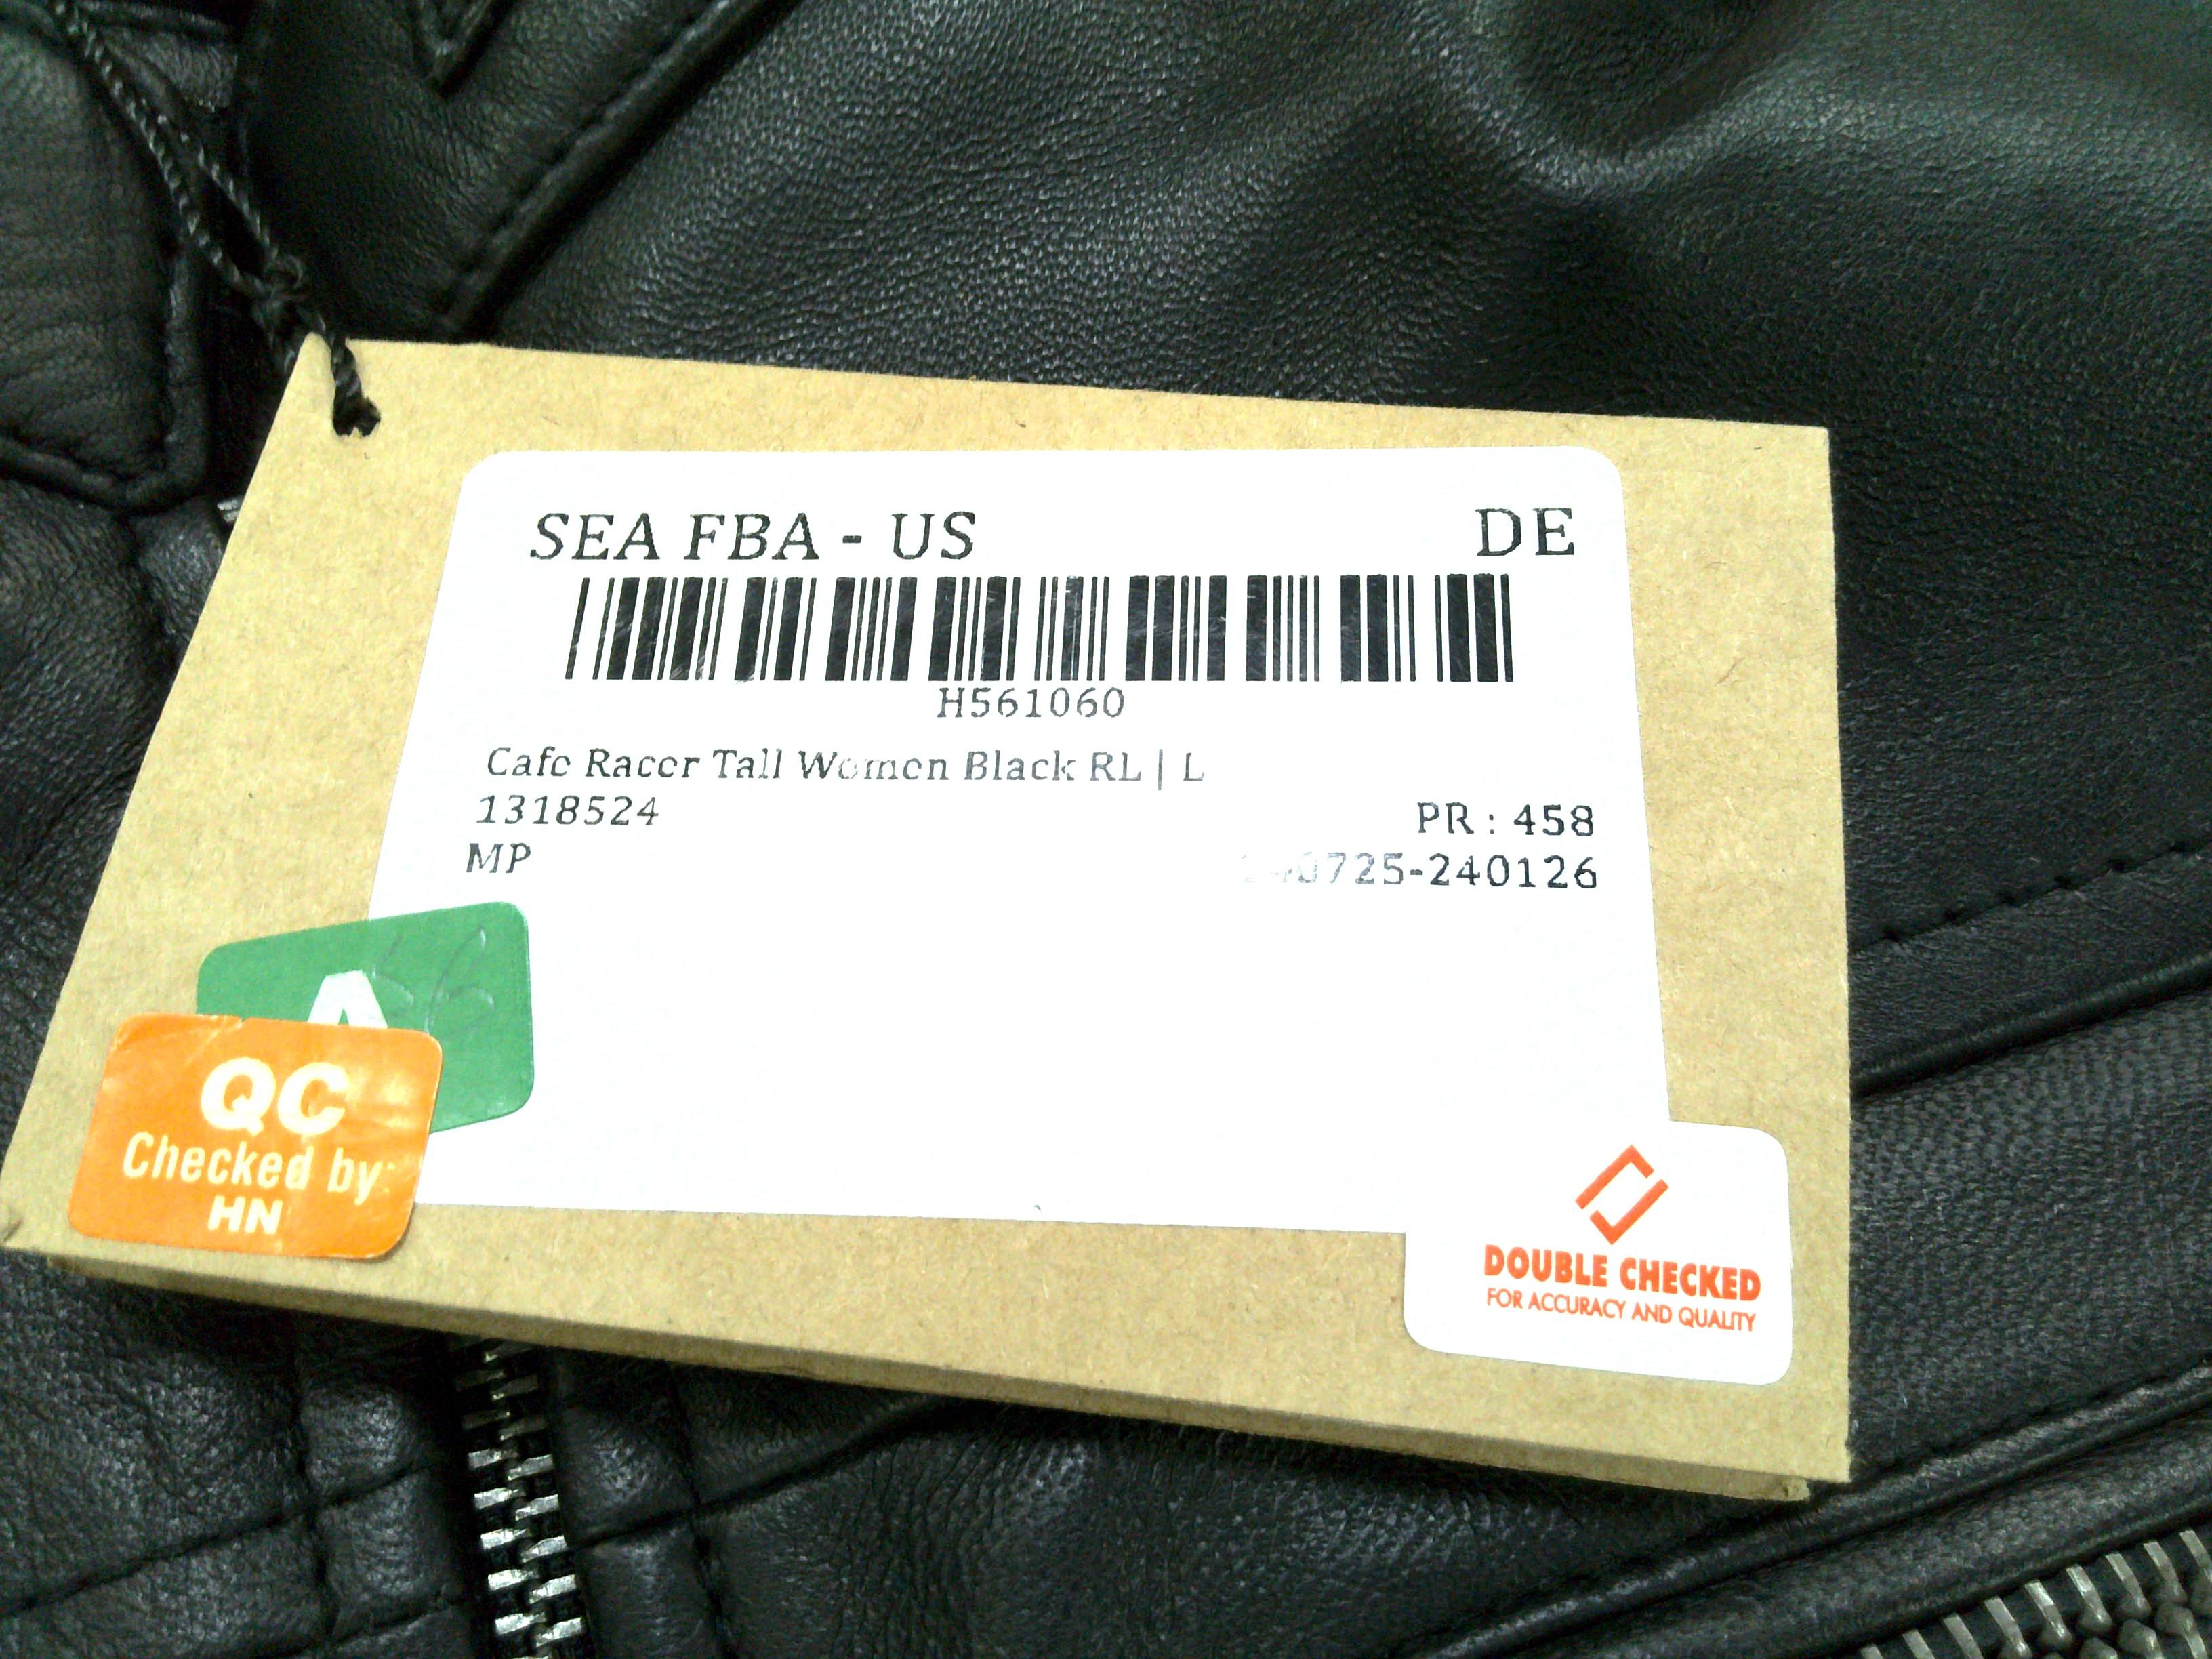 SEA FBA - US DE
H561060
Cafe Racer Tall Women Black RL | L
1318524 PR : 458
MP 240725-240126
A
QC
Checked by:
HN
DOUBLE CHECKED
FOR ACCURACY AND QUALITY